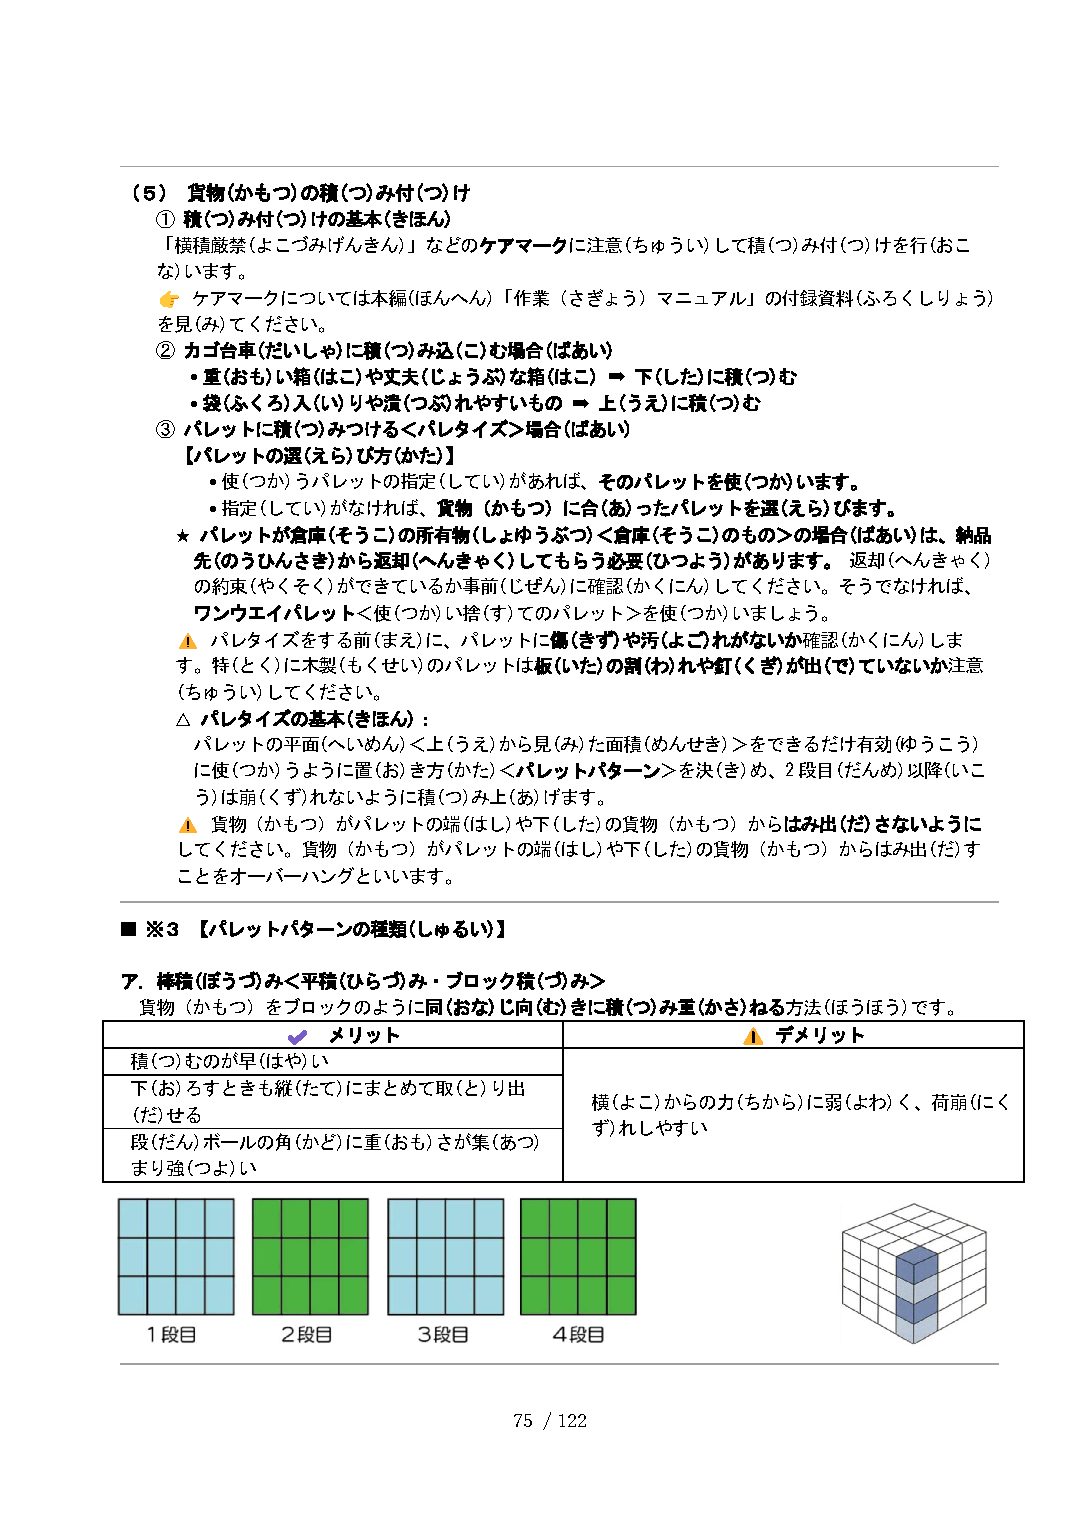 （５） 貨物(かもつ)の積(つ)み付(つ)け
① 積(つ)み付(つ)けの基本(きほん)
「横積厳禁(よこづみげんきん)」などのケアマークに注意(ちゅうい)して積(つ)み付(つ)けを行(おこ
な)います。
👉 ケアマークについては本編(ほんへん)「作業（さぎょう）マニュアル」の付録資料(ふろくしりょう)
を見(み)てください。
② カゴ台車(だいしゃ)に積(つ)み込(こ)む場合(ばあい)
• 重(おも)い箱(はこ)や丈夫(じょうぶ)な箱(はこ) ➡ 下(した)に積(つ)む
• 袋(ふくろ)入(い)りや潰(つぶ)れやすいもの ➡ 上(うえ)に積(つ)む
③ パレットに積(つ)みつける＜パレタイズ＞場合(ばあい)
【パレットの選(えら)び方(かた)】
• 使(つか)うパレットの指定(してい)があれば、そのパレットを使(つか)います。
• 指定(してい)がなければ、貨物（かもつ）に合(あ)ったパレットを選(えら)びます。
★ パレットが倉庫(そうこ)の所有物(しょゆうぶつ)＜倉庫(そうこ)のもの＞の場合(ばあい)は、納品
先(のうひんさき)から返却(へんきゃく)してもらう必要(ひつよう)があります。 返却(へんきゃく)
の約束(やくそく)ができているか事前(じぜん)に確認(かくにん)してください。そうでなければ、
ワンウエイパレット＜使(つか)い捨(す)てのパレット＞を使(つか)いましょう。
⚠ パレタイズをする前(まえ)に、パレットに傷(きず)や汚(よご)れがないか確認(かくにん)しま
す。特(とく)に木製(もくせい)のパレットは板(いた)の割(わ)れや釘(くぎ)が出(で)ていないか注意
(ちゅうい)してください。
△ パレタイズの基本(きほん)：
パレットの平面(へいめん)＜上(うえ)から見(み)た面積(めんせき)＞をできるだけ有効(ゆうこう)
に使(つか)うように置(お)き方(かた)＜パレットパターン＞を決(き)め、2 段目(だんめ)以降(いこ
う)は崩(くず)れないように積(つ)み上(あ)げます。
⚠ 貨物（かもつ）がパレットの端(はし)や下(した)の貨物（かもつ）からはみ出(だ)さないように
してください。貨物（かもつ）がパレットの端(はし)や下(した)の貨物（かもつ）からはみ出(だ)す
ことをオーバーハングといいます。
■ ※３ 【パレットパターンの種類(しゅるい)】
ア. 棒積(ぼうづ)み＜平積(ひらづ)み・ブロック積(づ)み＞
貨物（かもつ）をブロックのように同(おな)じ向(む)きに積(つ)み重(かさ)ねる方法(ほうほう)です。
✔ メリット
⚠ デメリット
積(つ)むのが早(はや)い
下(お)ろすときも縦(たて)にまとめて取(と)り出
(だ)せる
段(だん)ボールの角(かど)に重(おも)さが集(あつ)
まり強(つよ)い
横(よこ)からの力(ちから)に弱(よわ)く、荷崩(にく
ず)れしやすい
1段目 2段目 3段目 4段目
75 / 122